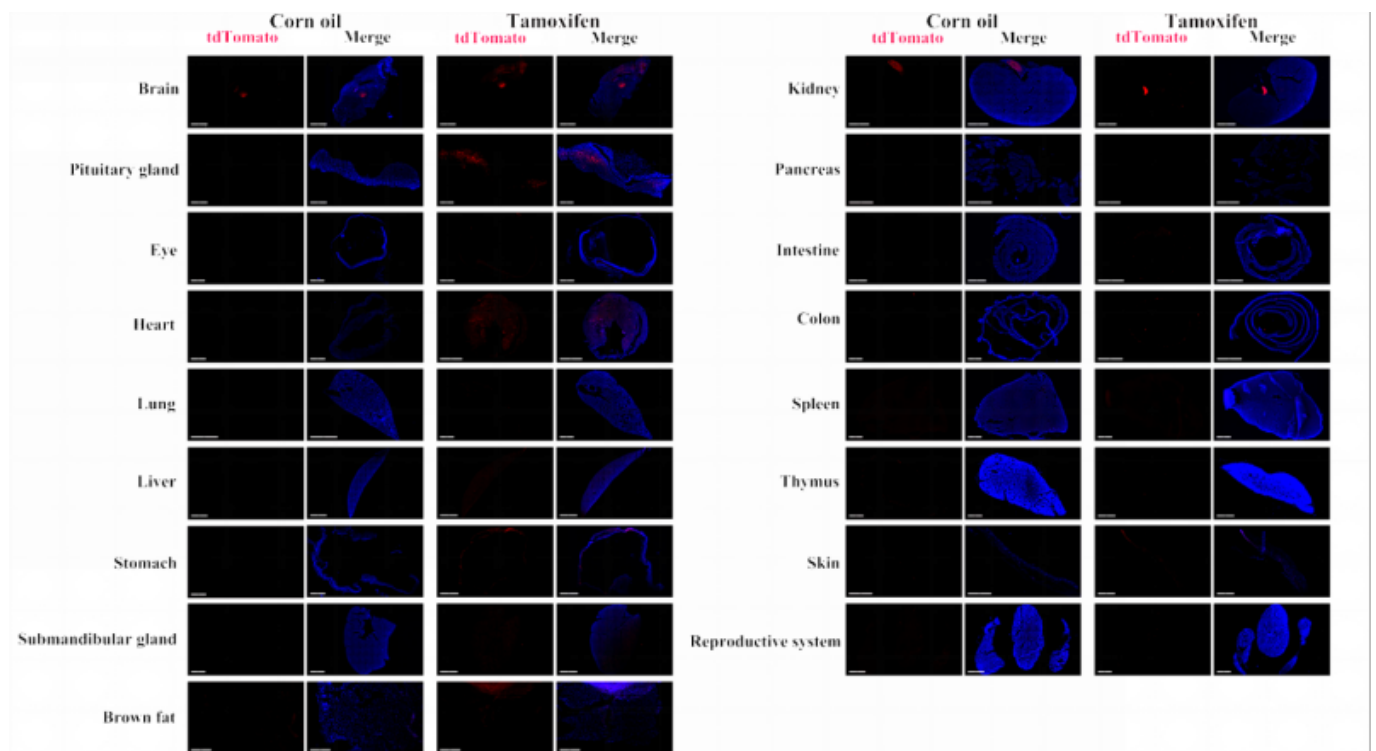 Corn oil Tamoxifen
tdTomato Merge tdTomato Merge
Brain
Pituitary gland
Eye
Heart
Lung
Liver
Stomach
Submandibular gland
Brown fat
Corn oil Tamoxifen
tdTomato Merge tdTomato Merge
Kidney
Pancreas
Intestine
Colon
Spleen
Thymus
Skin
Reproductive system